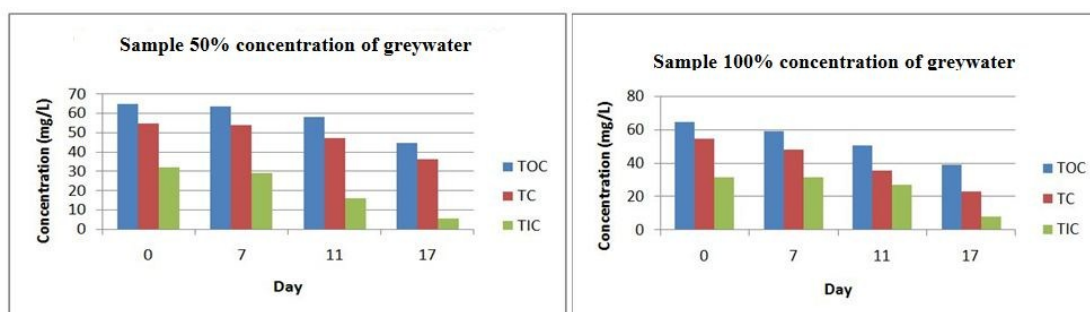 Sample 50% concentration of greywater
Concentration (mg/L)
70
60
50
40
30
20
10
0
0 7 11 17
Day
TOC
TC
TIC
Sample 100% concentration of greywater
Concentration (mg/L)
80
60
40
20
0
0 7 11 17
Day
TOC
TC
TIC